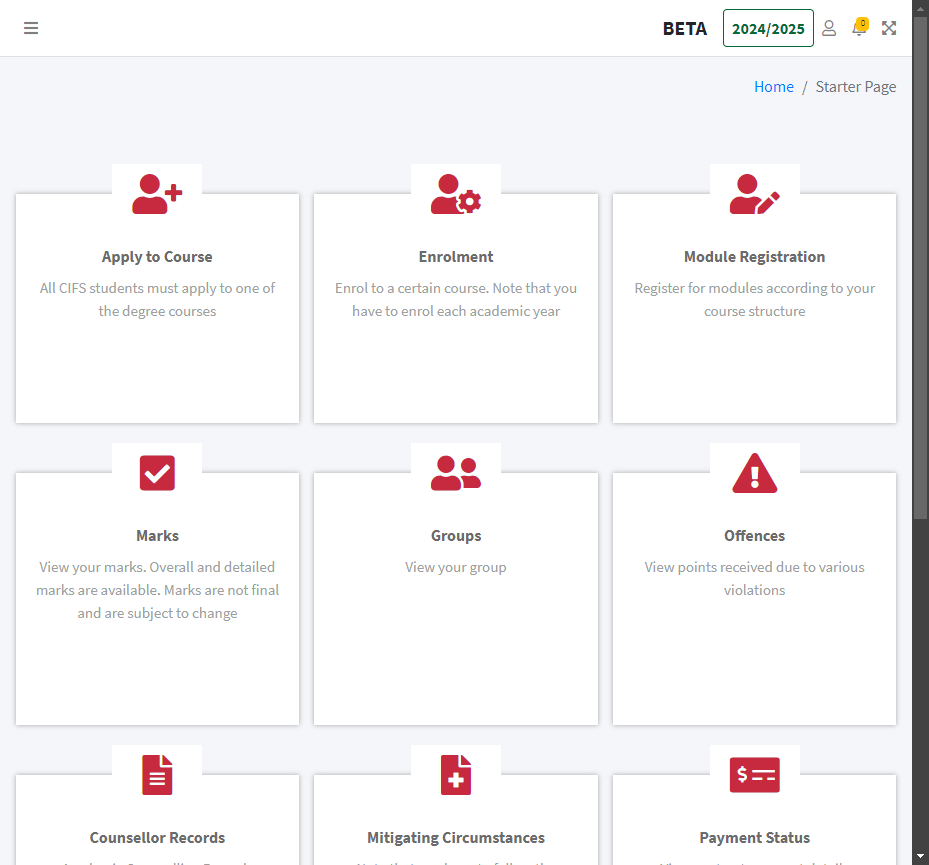 BETA 2024/2025 0
Home / Starter Page
Apply to Course
All CIFS students must apply to one of
the degree courses
Enrolment
Enrol to a certain course. Note that you
have to enrol each academic year
Module Registration
Register for modules according to your
course structure
Marks
View your marks. Overall and detailed
marks are available. Marks are not final
and are subject to change
Groups
View your group
Offences
View points received due to various
violations
Counsellor Records
Mitigating Circumstances
Payment Status